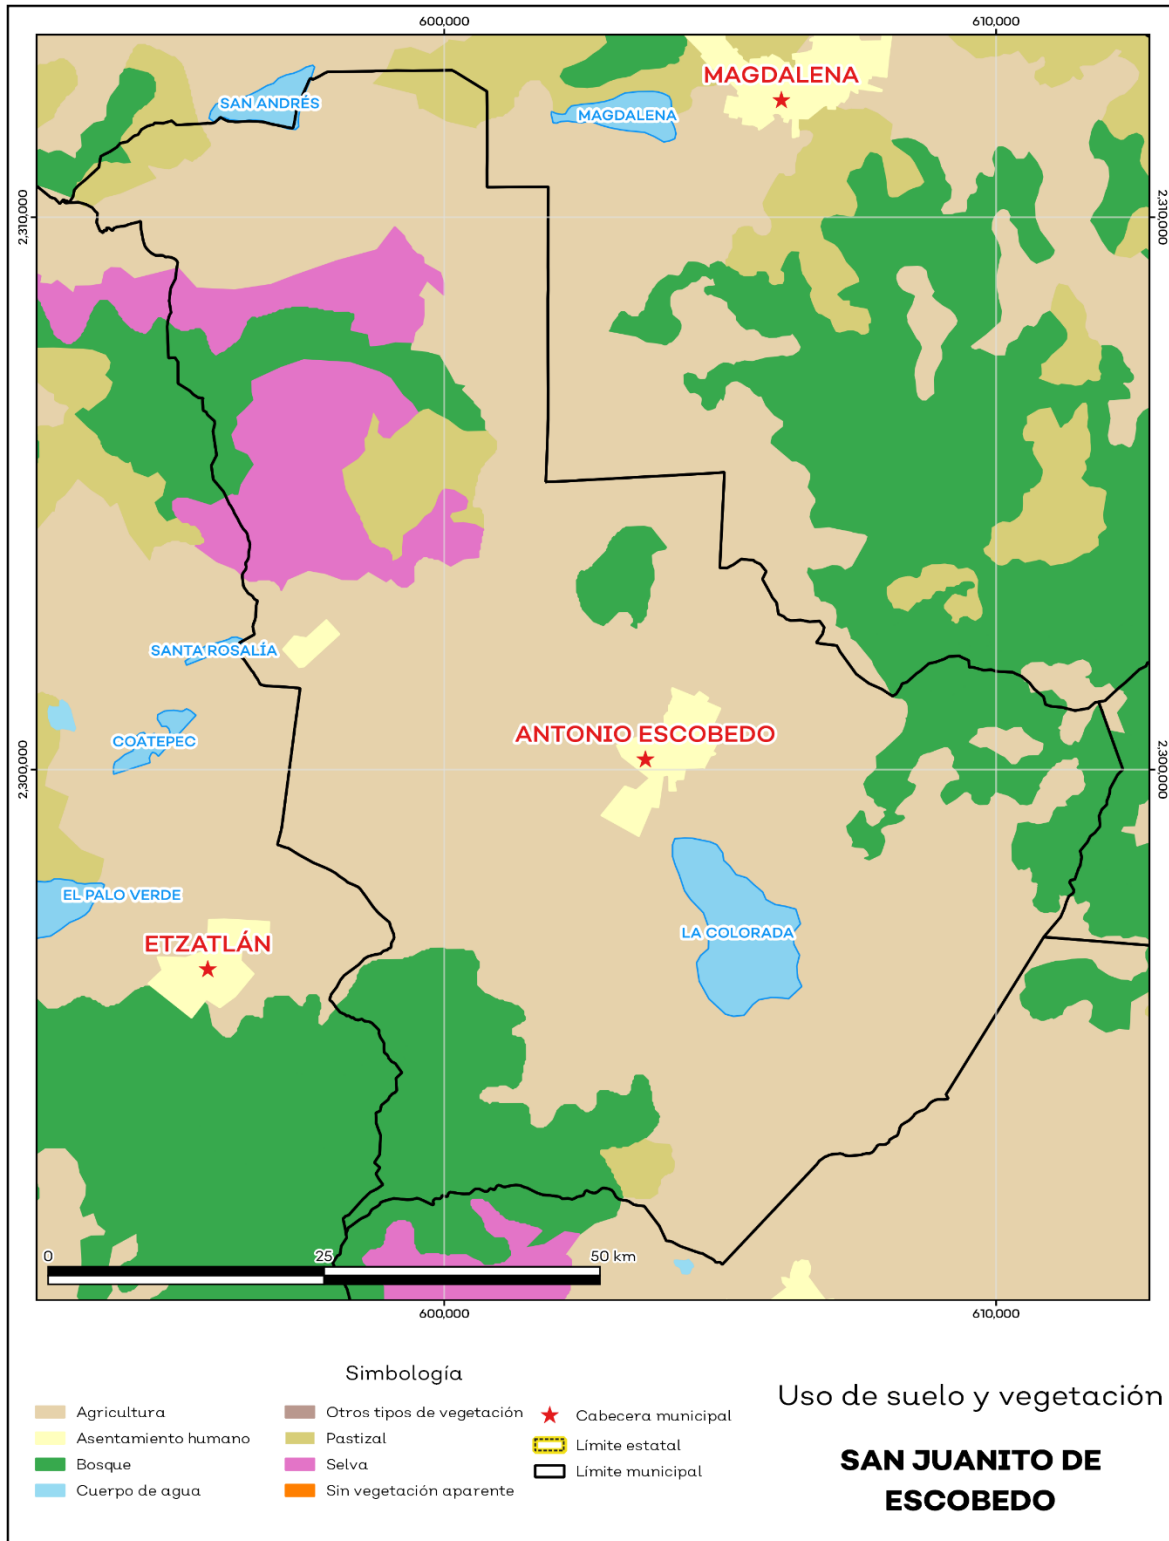 600,000
610,000
MAGDALENA
SAN ANDRÉS
MAGDALENA
2,310,000
2,310,000
SANTA ROSALÍA
COATEPEC
ANTONIO ESCOBEDO
2,300,000
2,300,000
EL PALO VERDE
ETZATLÁN
LA COLORADA
0
25
50 km
600,000
610,000
Simbología
Agricultura
Asentamiento humano
Bosque
Cuerpo de agua
Otros tipos de vegetación
Pastizal
Selva
Sin vegetación aparente
Cabecera municipal
Límite estatal
Límite municipal
Uso de suelo y vegetación
SAN JUANITO DE
ESCOBEDO